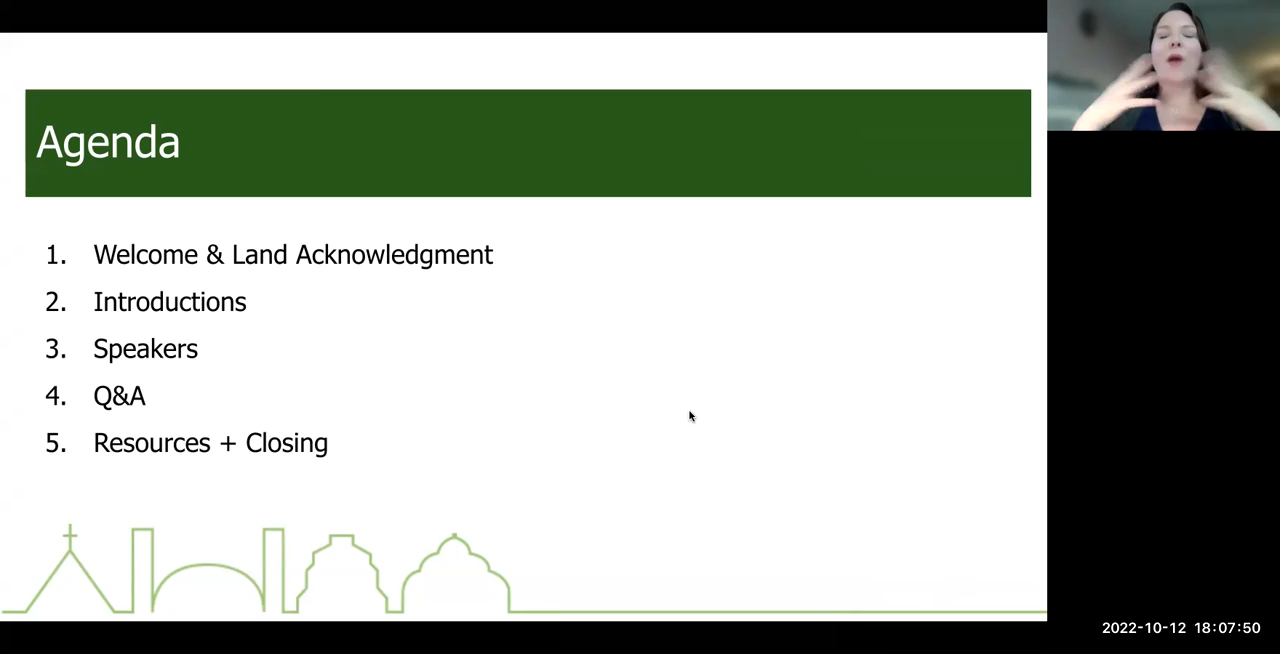 Agenda
1. Welcome & Land Acknowledgment
2. Introductions
3. Speakers
4. Q&A
5. Resources + Closing
2022-10-12 18:07:50